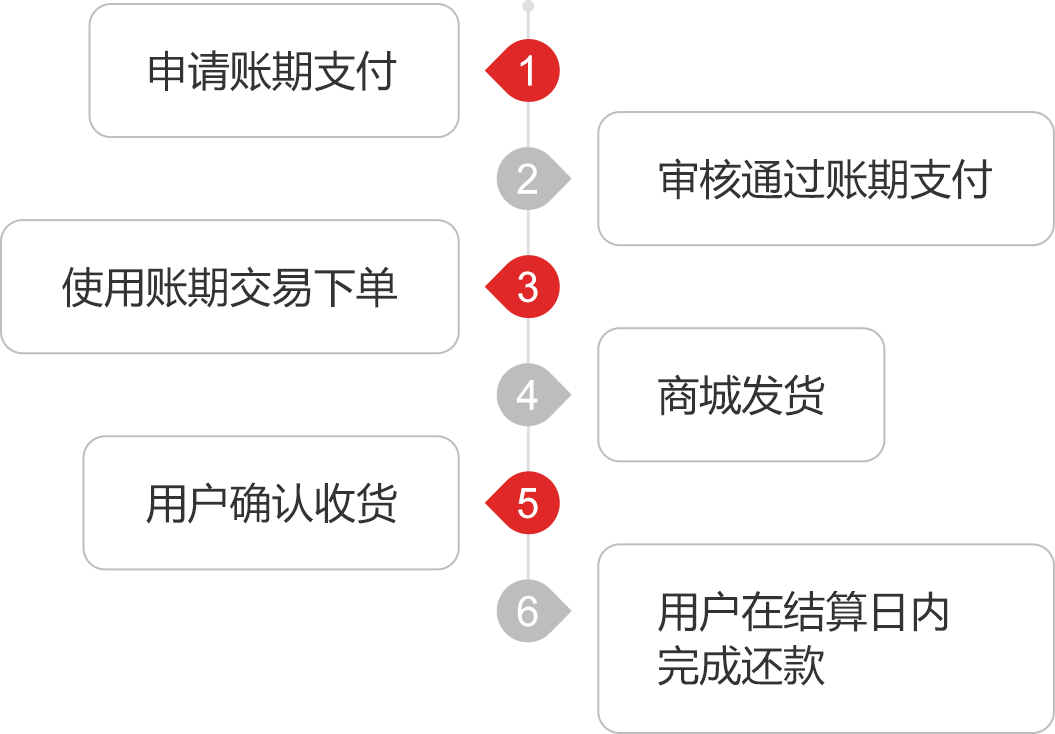 申请账期支付
1
2
审核通过账期支付
使用账期交易下单
3
4
商城发货
用户确认收货
5
6
用户在结算日内
完成还款